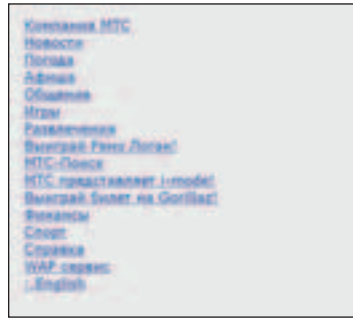 Компания МТС
Новости
Погода
Афиша
Общение
Игры
Развлечения
Выиграй Рено Логан!
МТС-Поиск
МТС представляет i-mode!
Выиграй билет на Gorillaz!
Финансы
Спорт
Справка
WAP сервис
:.English